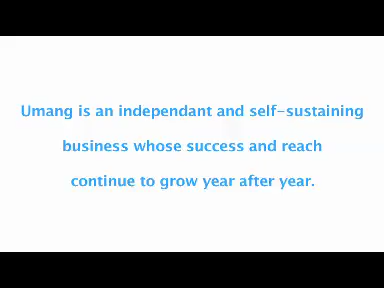 Umang is an independant and self-sustaining
business whose success and reach
continue to grow year after year.